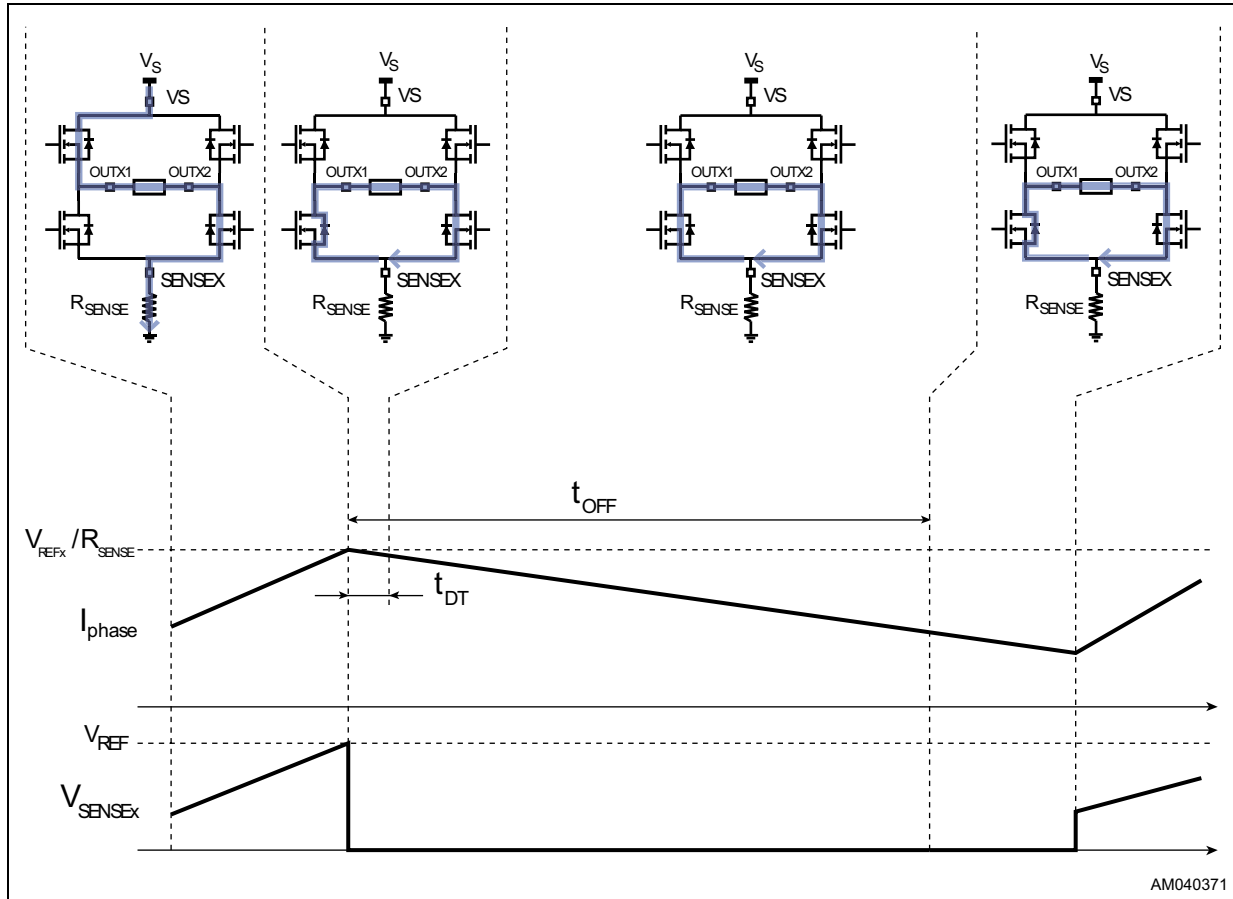 VS
VS
OUTX1
OUTX2
SENSEX
RSENSE
VS
VS
OUTX1
OUTX2
SENSEX
RSENSE
VS
VS
OUTX1
OUTX2
SENSEX
RSENSE
VS
VS
OUTX1
OUTX2
SENSEX
RSENSE
tOFF
VREFx /RSENSE
tDT
Iphase
VREF
VSENSEx
AM040371